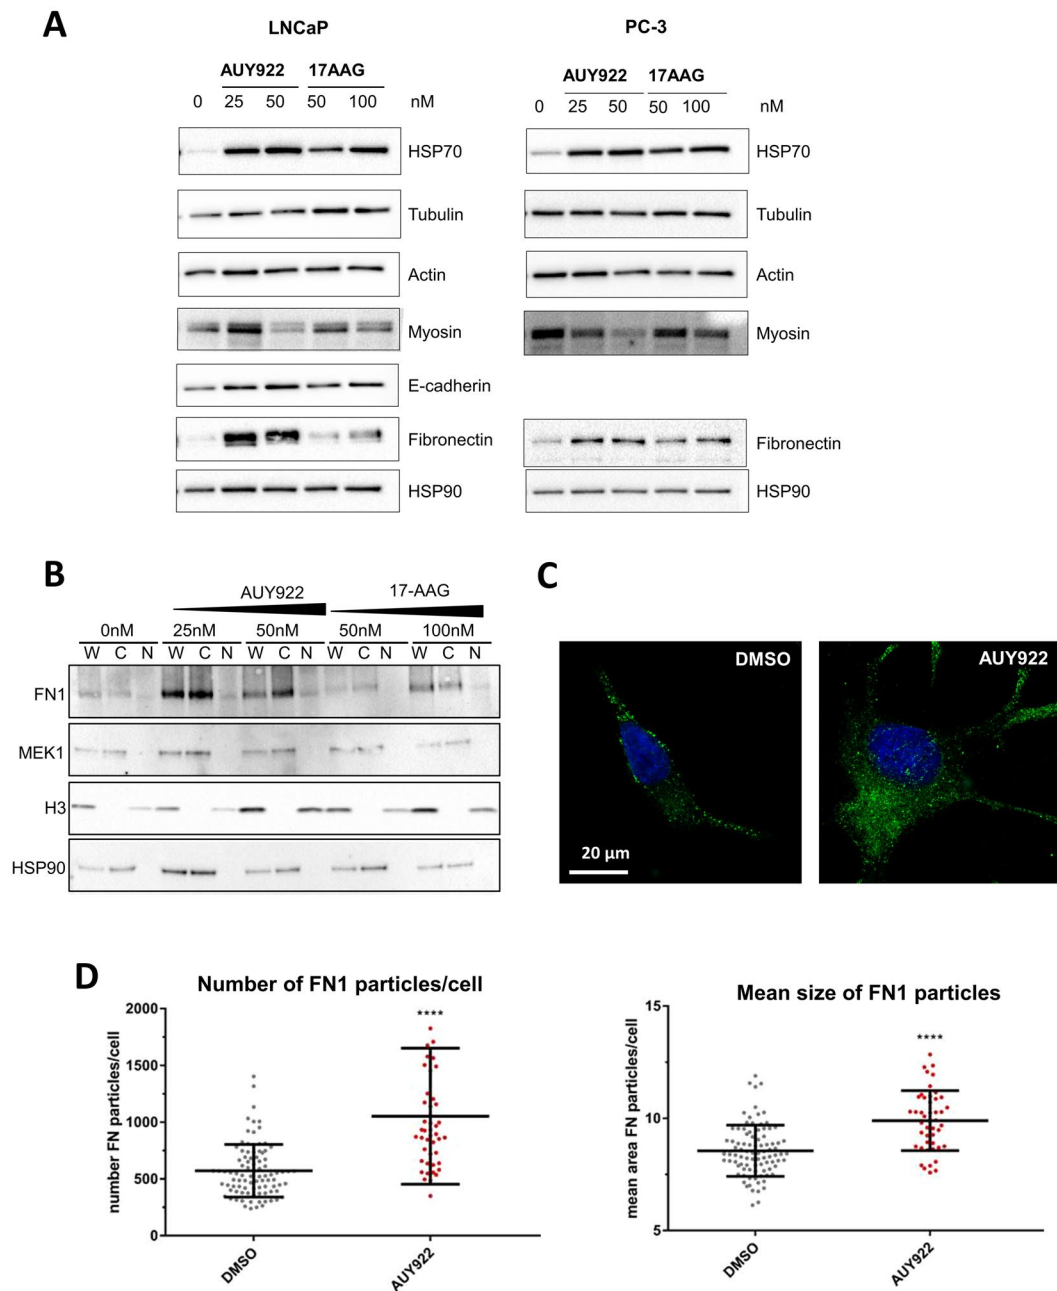 A
LNCaP
PC-3
AUY922 17AAG
AUY922 17AAG
0 25 50 50 100 nM
0 25 50 50 100 nM
HSP70
HSP70
Tubulin
Tubulin
Actin
Actin
Myosin
Myosin
E-cadherin
Fibronectin
Fibronectin
HSP90
HSP90
B
AUY922 17-AAG
0nM 25nM 50nM 50nM 100nM
W C N W C N W C N W C N W C N
FN1
MEK1
H3
HSP90
C
DMSO
AUY922
20 µm
D
Number of FN1 particles/cell
number FN particles/cell
2000
1500
1000
500
0
****
DMSO
AUY922
Mean size of FN1 particles
mean area FN particles/cell
15
10
5
****
DMSO
AUY922